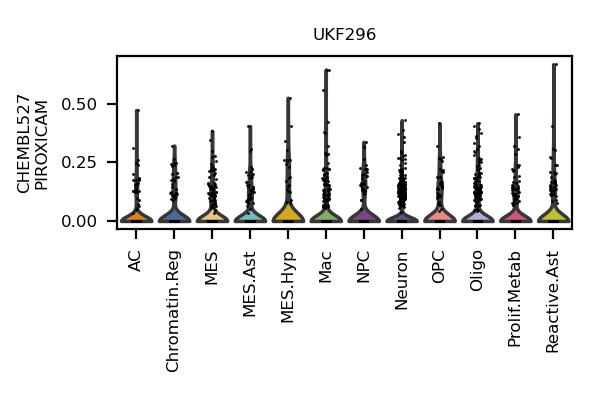 UKF296
CHEMBL527
PIROXICAM
0.50
0.25
0.00
AC
Chromatin.Reg
MES
MES.Ast
MES.Hyp
Mac
NPC
Neuron
OPC
Oligo
Prolif.Metab
Reactive.Ast